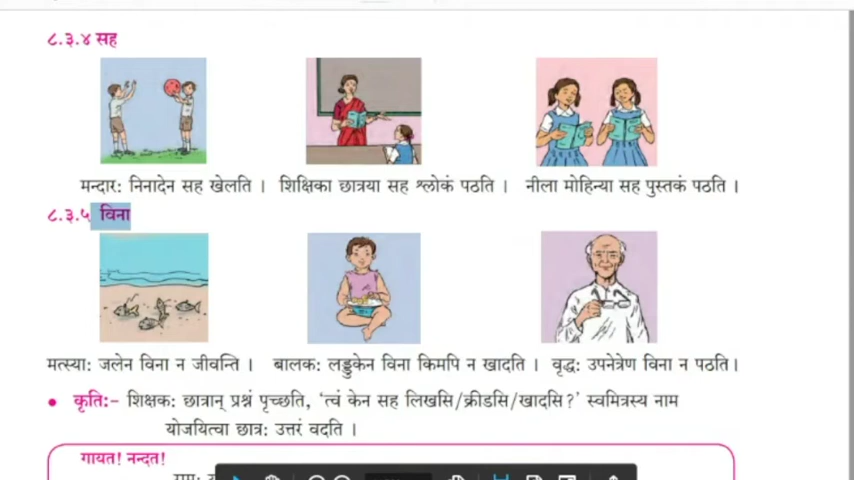 ८.३.४ सह
मन्दार: निनादेन सह खेलति । शिक्षिका छात्रया सह श्लोकं पठति । नीला मोहिन्या सह पुस्तकं पठति ।
८.३.५ विना
मत्स्या: जलेन विना न जीवन्ति । बालक: लड्डुकेन विना किमपि न खादति । वृद्ध: उपनेत्रेण विना न पठति ।
• कृति:- शिक्षक: छात्रान् प्रश्नं पृच्छति, ‘त्वं केन सह लिखसि/क्रीडसि/खादसि ?’ स्वमित्रस्य नाम
योजयित्वा छात्र: उत्तरं वदति ।
गायत! नन्दत!